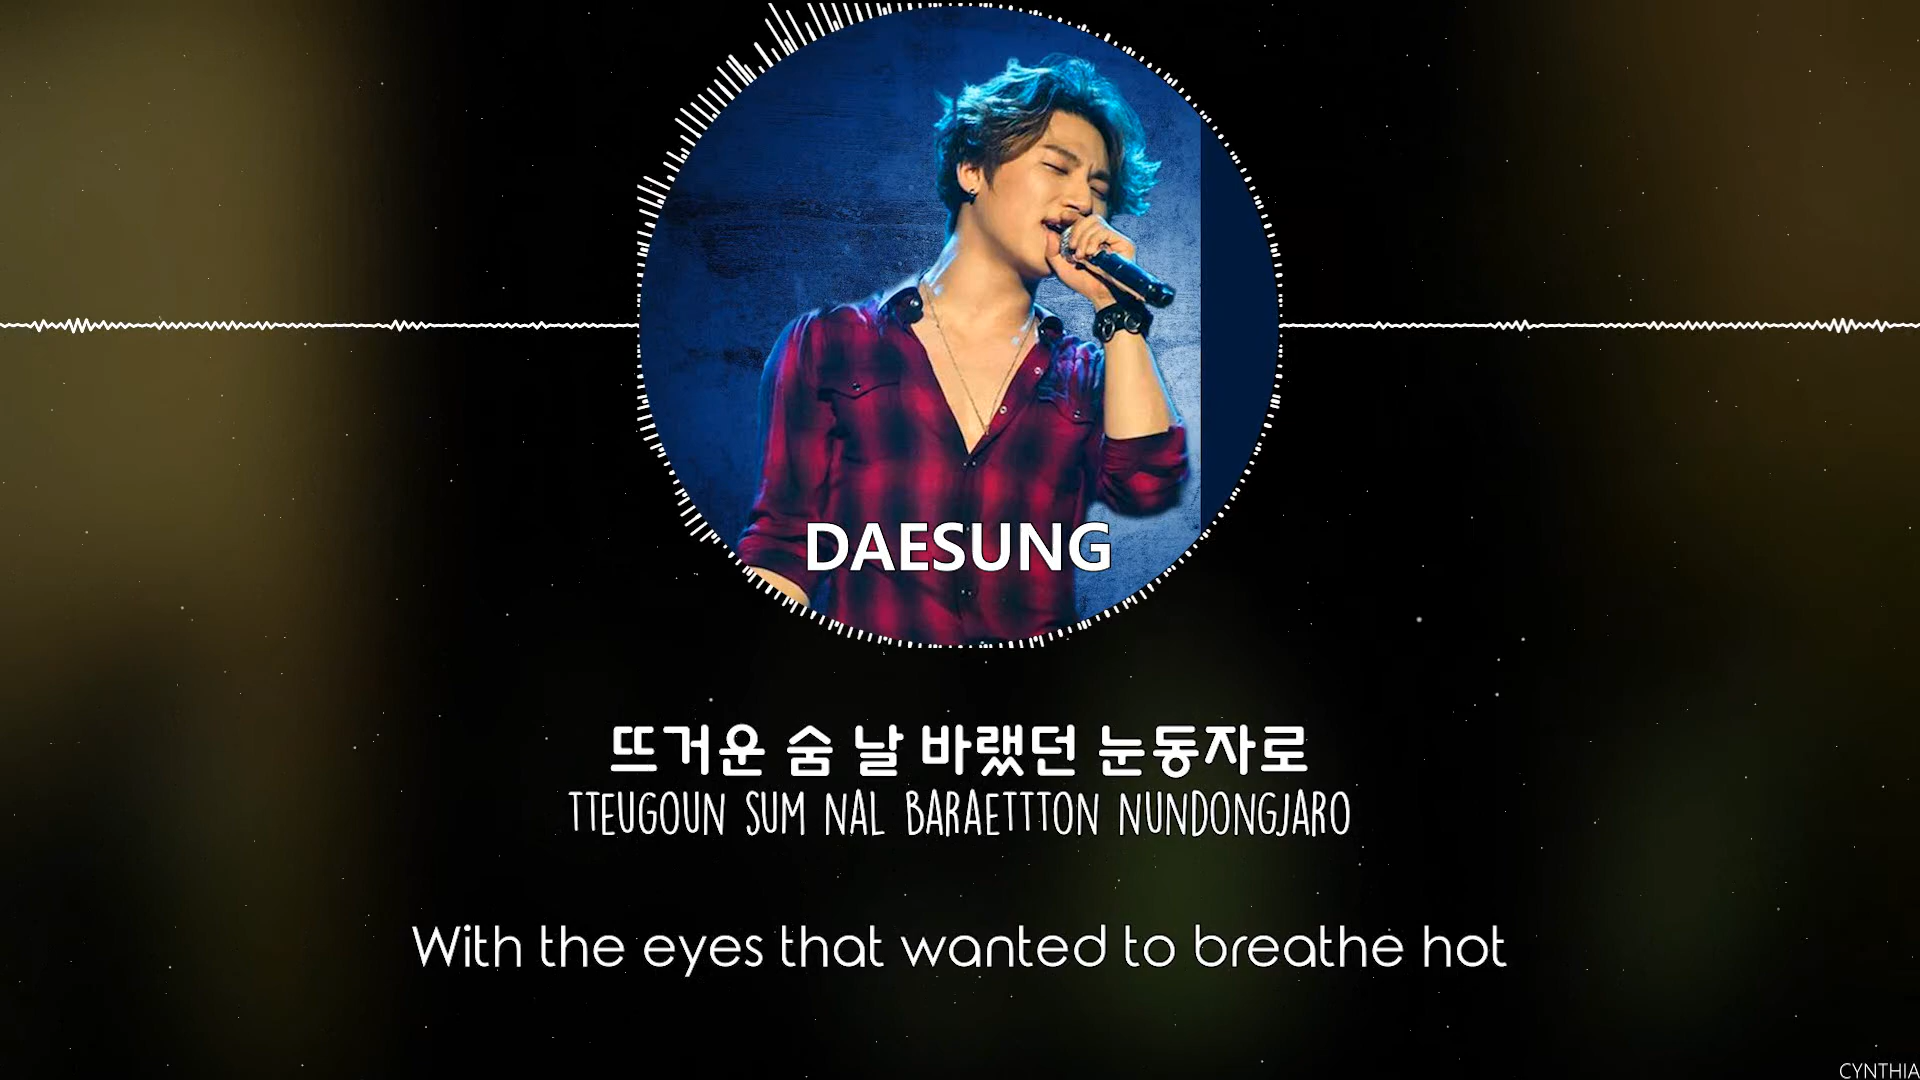 DAESUNG
뜨거운 숨 날 바랬던 눈동자로
TTEUGOUN SUM NAL BARAETTTON NUNDONGJARO
With the eyes that wanted to breathe hot
CYNTHIA